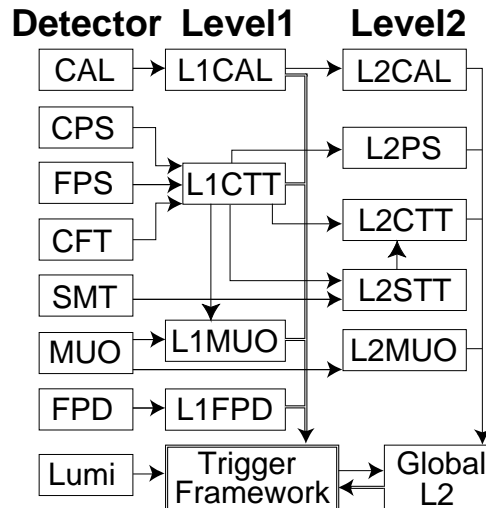 Detector Level1 Level2
CAL L1CAL L2CAL
CPS
L2PS
FPS L1CTT
CFT L2CTT
SMT L2STT
MUO L1MUO L2MUO
FPD L1FPD
Lumi Trigger Framework Global L2